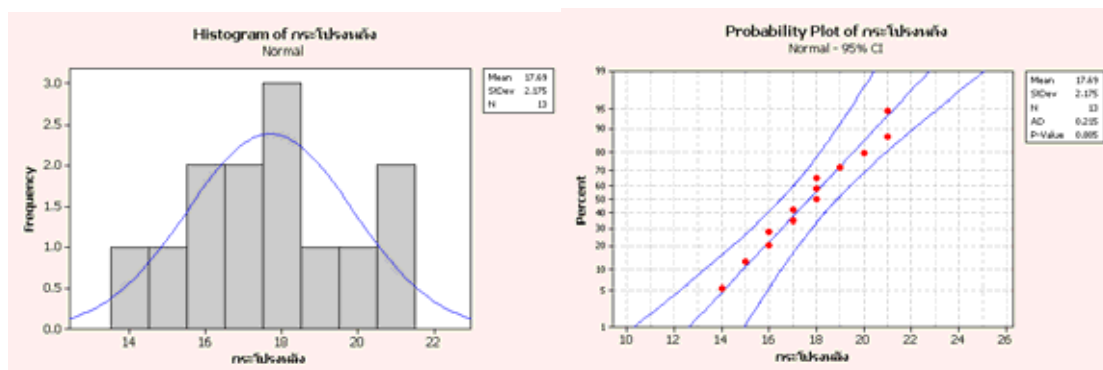 Histogram of กระโปรงหลัง
Normal
Mean 17.69
StDev 2.175
N 13
Frequency
3.0
2.5
2.0
1.5
1.0
0.5
0.0
14 16 18 20 22
กระโปรงหลัง
Probability Plot of กระโปรงหลัง
Normal - 95% CI
Mean 17.69
StDev 2.175
N 13
AD 0.215
P-Value
Percent
99
95
90
80
70
60
50
40
30
20
10
5
1
10 12 14 16 18 20 22 24 26
กระโปรงหลัง